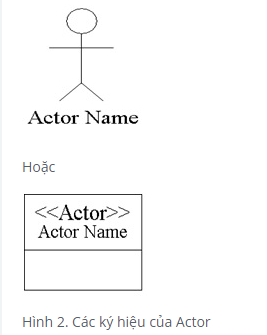 Actor Name
Hoặc
<<Actor>>
Actor Name
Hình 2. Các ký hiệu của Actor